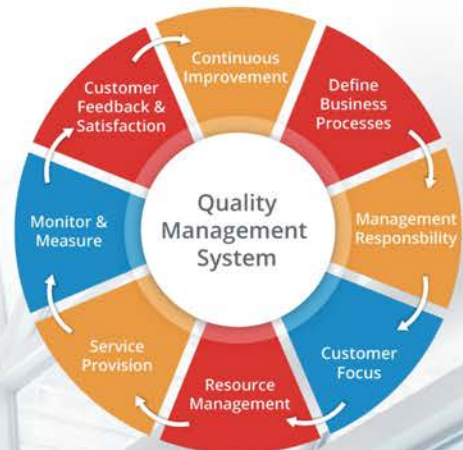 Continuous
Improvement
Define
Business
Processes
Management
Responsbility
Customer
Focus
Resource
Management
Service
Provision
Monitor &
Measure
Customer
Feedback &
Satisfaction
Quality
Management
System